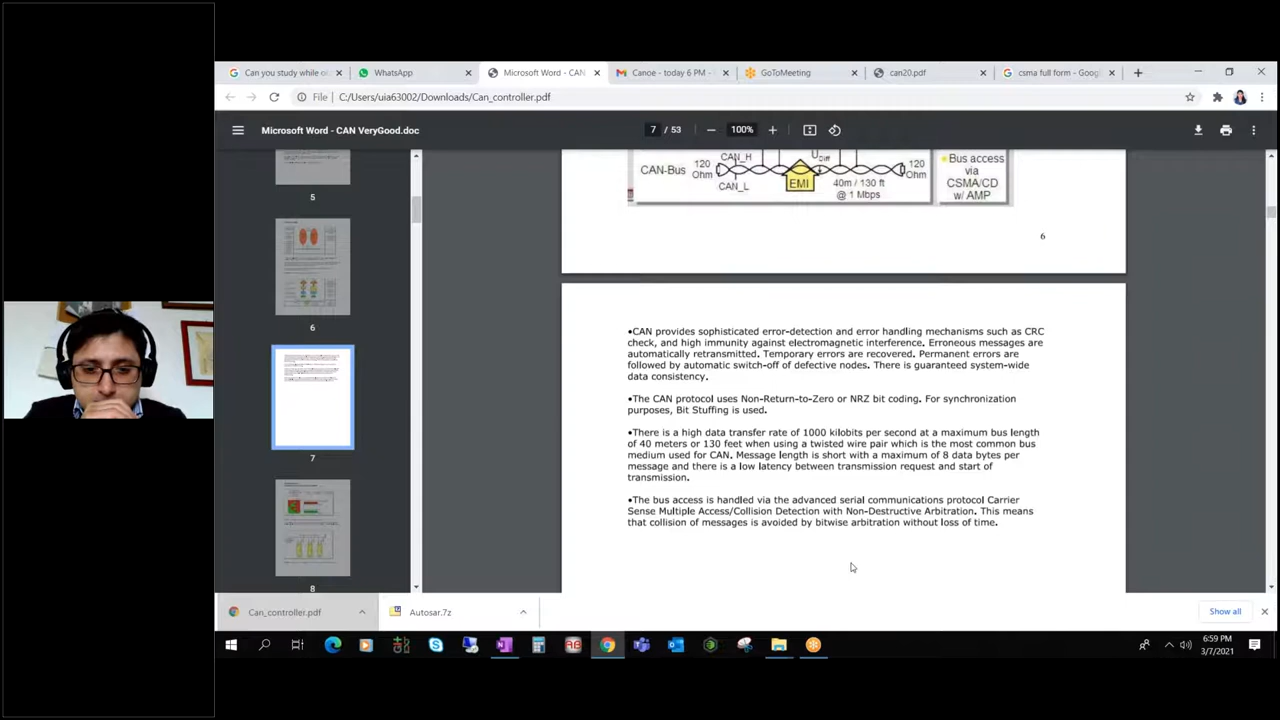 Can you study while o
WhatsApp
Microsoft Word - CAN
Canoe - today 6 PM -
GoToMeeting
can20.pdf
csma full form - Goog
File
C:/Users/uia63002/Downloads/Can_controller.pdf
Microsoft Word - CAN VeryGood.doc
7 / 53
100%
5
6
7
8
CAN-Bus
120
Ohm
CAN_H
CAN_L
EMI
40m / 130 ft
@ 1 Mbps
120
Ohm
Bus access
via
CSMA/CD
w/ AMP
6
•CAN provides sophisticated error-detection and error handling mechanisms such as CRC
check, and high immunity against electromagnetic interference. Erroneous messages are
automatically retransmitted. Temporary errors are recovered. Permanent errors are
followed by automatic switch-off of defective nodes. There is guaranteed system-wide
data consistency.
•The CAN protocol uses Non-Return-to-Zero or NRZ bit coding. For synchronization
purposes, Bit Stuffing is used.
•There is a high data transfer rate of 1000 kilobits per second at a maximum bus length
of 40 meters or 130 feet when using a twisted wire pair which is the most common bus
medium used for CAN. Message length is short with a maximum of 8 data bytes per
message and there is a low latency between transmission request and start of
transmission.
•The bus access is handled via the advanced serial communications protocol Carrier
Sense Multiple Access/Collision Detection with Non-Destructive Arbitration. This means
that collision of messages is avoided by bitwise arbitration without loss of time.
Can_controller.pdf
Autosar.7z
Show all
6:59 PM
3/7/2021